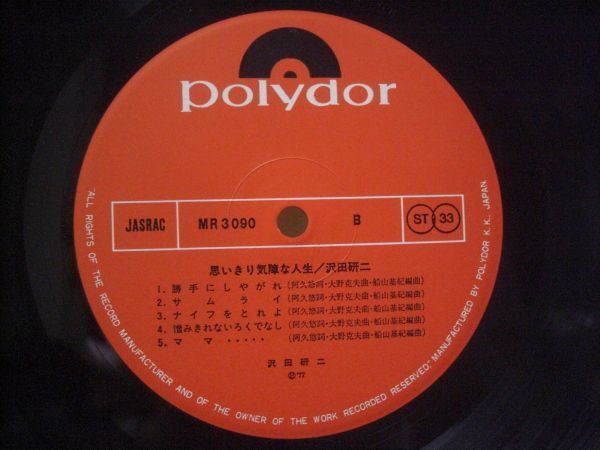 polydor
JASRAC MR 3090 B ST 33
思いきり気障な人生／沢田研二
1. 勝手にしやがれ (阿久悠詞・大野克夫曲・船山基紀編曲)
2. サムライ (阿久悠詞・大野克夫曲・船山基紀編曲)
3. ナイフをとれよ (阿久悠詞・大野克夫曲・船山基紀編曲)
4. 憎みきれないろくでなし (阿久悠詞・大野克夫曲・船山基紀編曲)
5. ママ・・・・・ (阿久悠詞・大野克夫曲・船山基紀編曲)
沢田研二
Ⓟ'77
"ALL RIGHTS OF THE RECORD MANUFACTURER AND OF THE OWNER OF THE WORK RECORDED RESERVED: MANUFACTURED BY POLYDOR K.K. JAPAN.